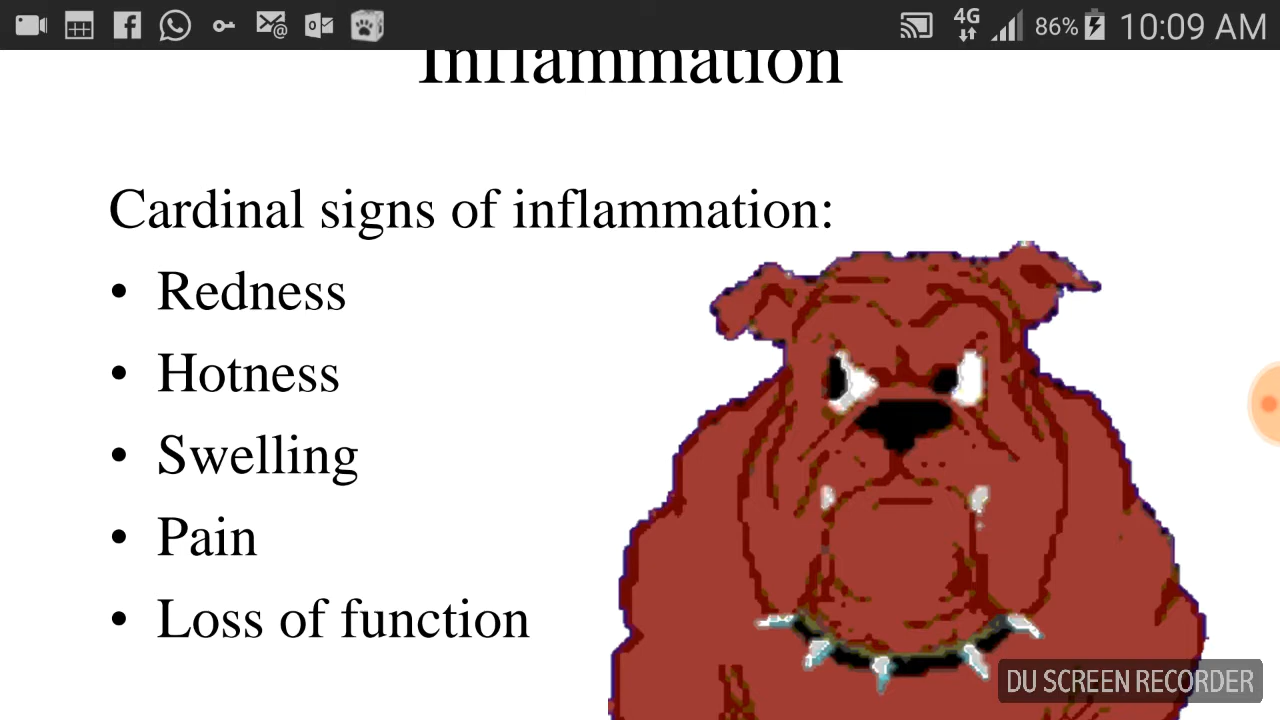 4G 86% 10:09 AM
Inflammation
Cardinal signs of inflammation:
• Redness
• Hotness
• Swelling
• Pain
• Loss of function
DU SCREEN RECORDER